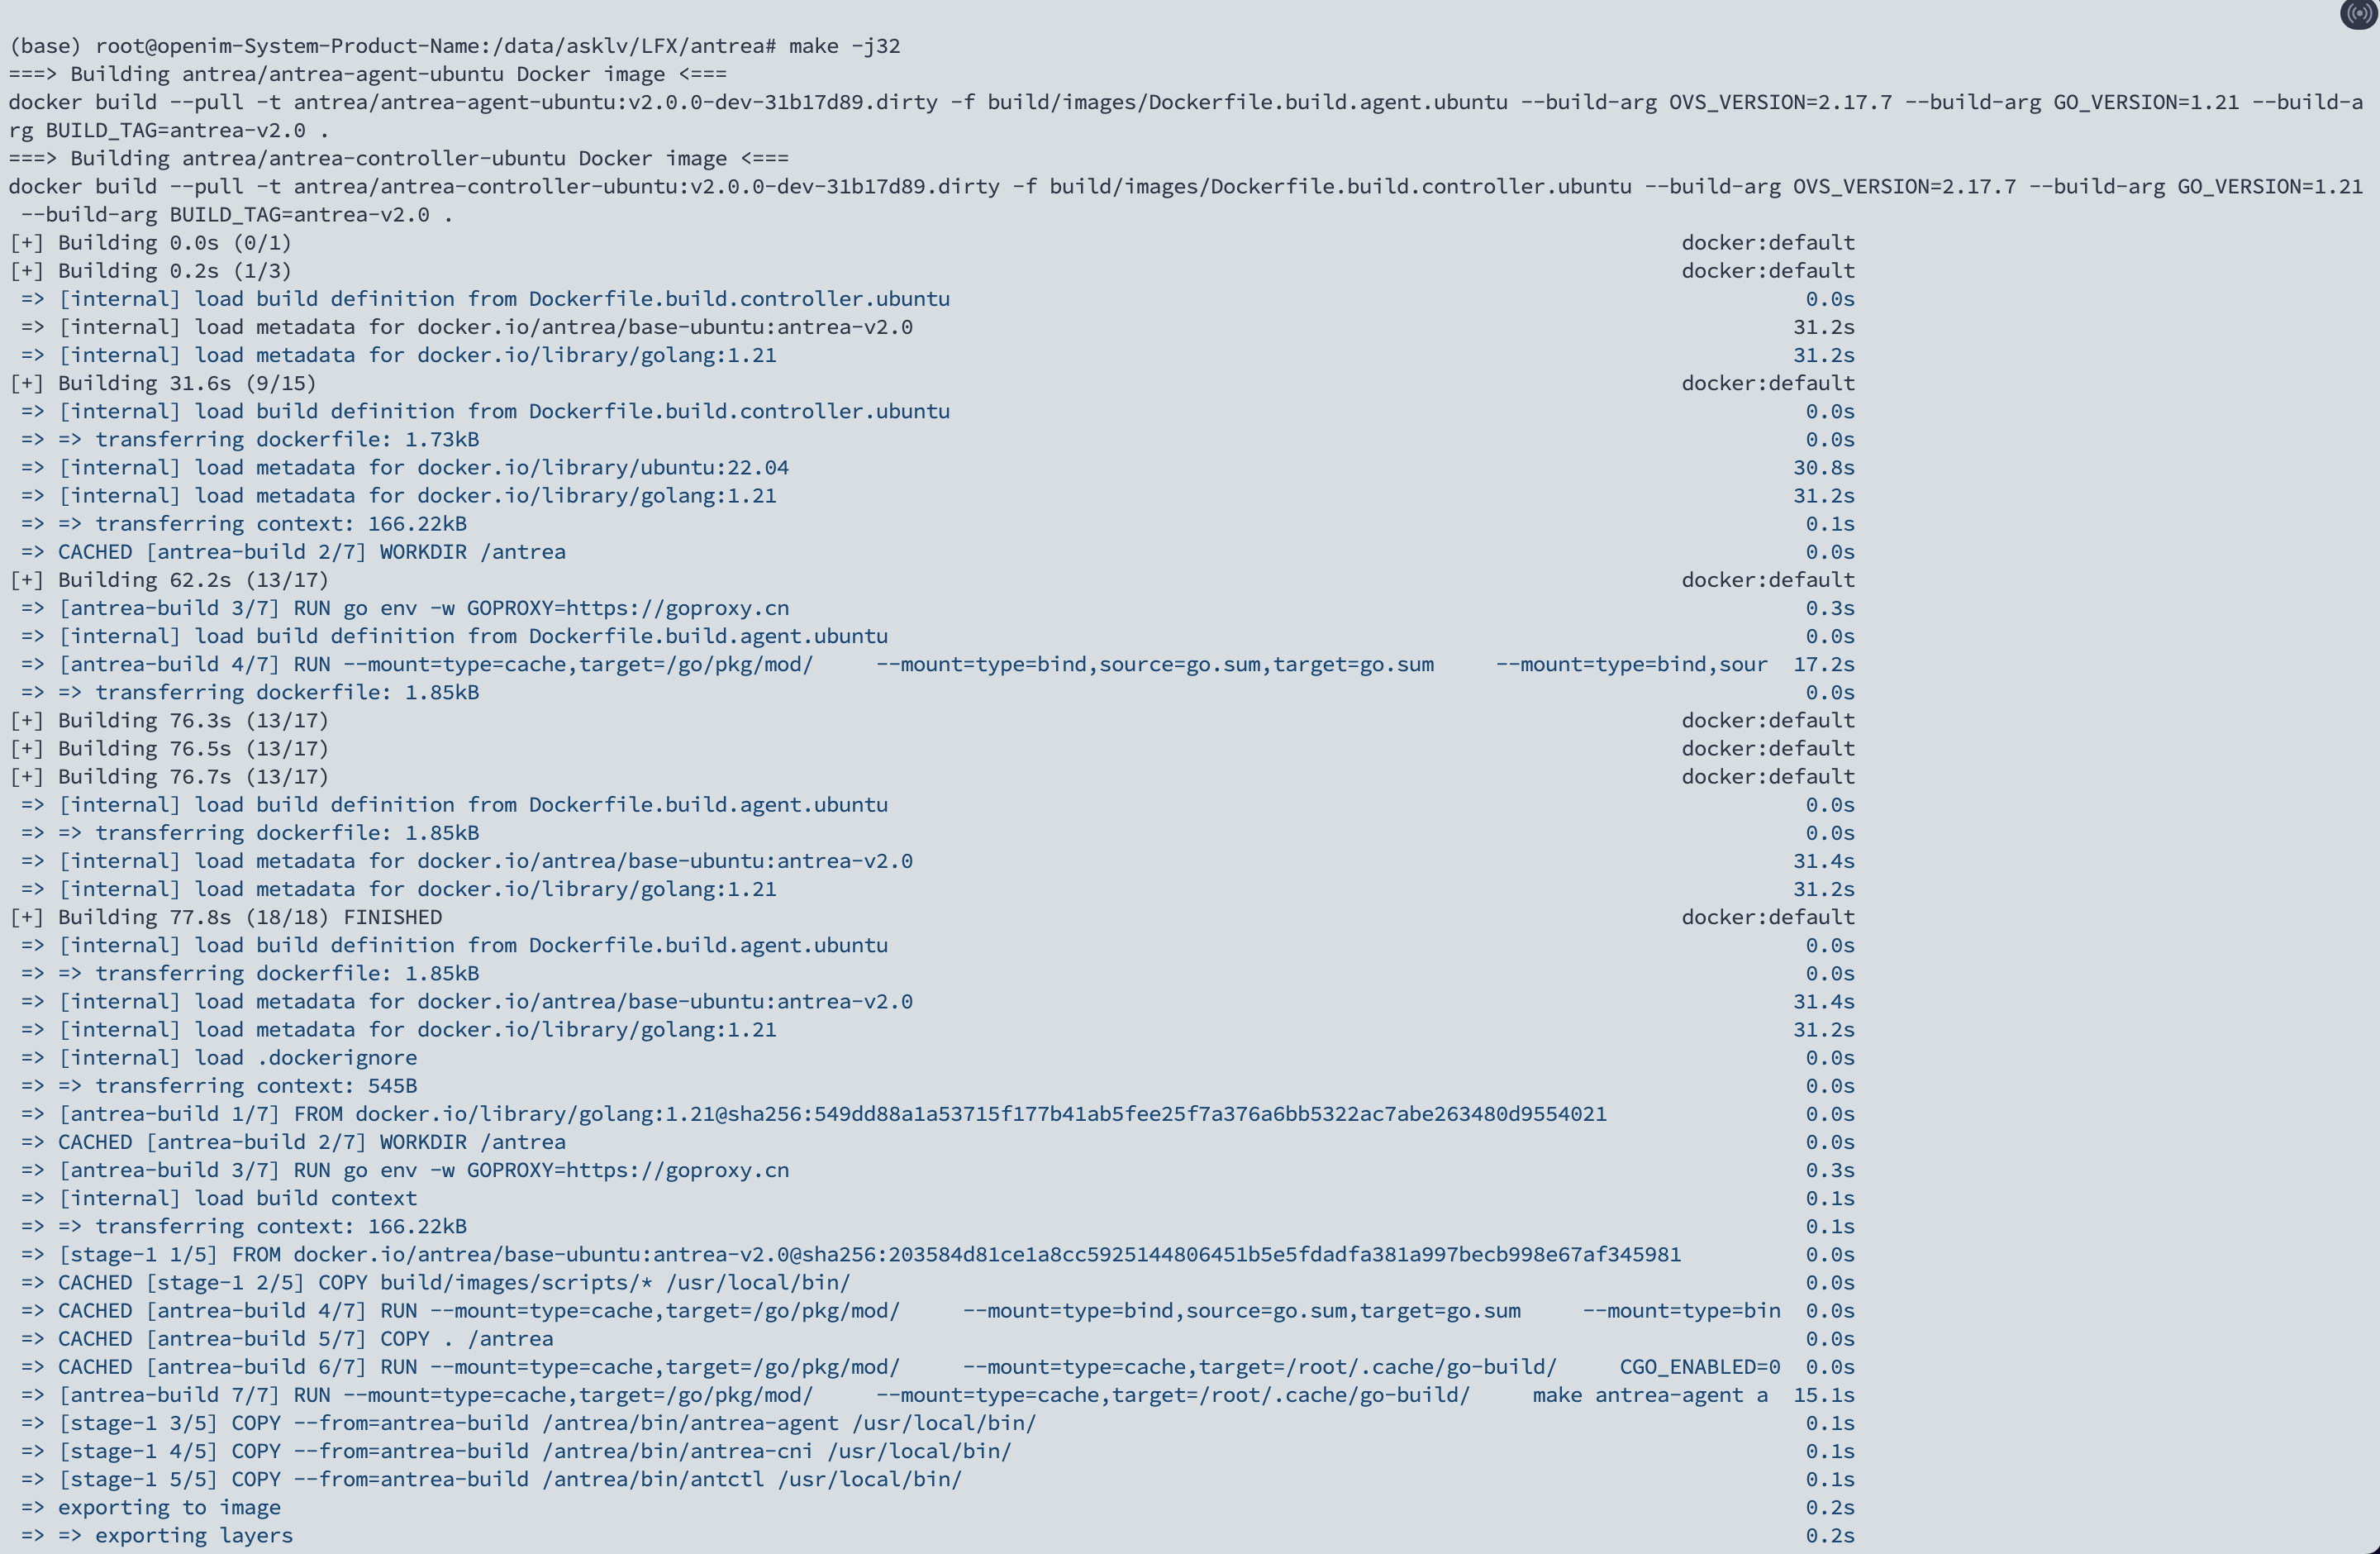 (base) root@openim-System-Product-Name:/data/asklv/LFX/antrea# make -j32
===> Building antrea/antrea-agent-ubuntu Docker image <===
docker build --pull -t antrea/antrea-agent-ubuntu:v2.0.0-dev-31b17d89.dirty -f build/images/Dockerfile.build.agent.ubuntu --build-arg OVS_VERSION=2.17.7 --build-arg GO_VERSION=1.21 --build-a
rg BUILD_TAG=antrea-v2.0 .
===> Building antrea/antrea-controller-ubuntu Docker image <===
docker build --pull -t antrea/antrea-controller-ubuntu:v2.0.0-dev-31b17d89.dirty -f build/images/Dockerfile.build.controller.ubuntu --build-arg OVS_VERSION=2.17.7 --build-arg GO_VERSION=1.21
 --build-arg BUILD_TAG=antrea-v2.0 .
[+] Building 0.0s (0/1) docker:default
[+] Building 0.2s (1/3) docker:default
 => [internal] load build definition from Dockerfile.build.controller.ubuntu 0.0s
 => [internal] load metadata for docker.io/antrea/base-ubuntu:antrea-v2.0 31.2s
 => [internal] load metadata for docker.io/library/golang:1.21 31.2s
[+] Building 31.6s (9/15) docker:default
 => [internal] load build definition from Dockerfile.build.controller.ubuntu 0.0s
 => => transferring dockerfile: 1.73kB 0.0s
 => [internal] load metadata for docker.io/library/ubuntu:22.04 30.8s
 => [internal] load metadata for docker.io/library/golang:1.21 31.2s
 => => transferring context: 166.22kB 0.1s
 => CACHED [antrea-build 2/7] WORKDIR /antrea 0.0s
[+] Building 62.2s (13/17) docker:default
 => [antrea-build 3/7] RUN go env -w GOPROXY=https://goproxy.cn 0.3s
 => [internal] load build definition from Dockerfile.build.agent.ubuntu 0.0s
 => [antrea-build 4/7] RUN --mount=type=cache,target=/go/pkg/mod/     --mount=type=bind,source=go.sum,target=go.sum     --mount=type=bind,sour 17.2s
 => => transferring dockerfile: 1.85kB 0.0s
[+] Building 76.3s (13/17) docker:default
[+] Building 76.5s (13/17) docker:default
[+] Building 76.7s (13/17) docker:default
 => [internal] load build definition from Dockerfile.build.agent.ubuntu 0.0s
 => => transferring dockerfile: 1.85kB 0.0s
 => [internal] load metadata for docker.io/antrea/base-ubuntu:antrea-v2.0 31.4s
 => [internal] load metadata for docker.io/library/golang:1.21 31.2s
[+] Building 77.8s (18/18) FINISHED docker:default
 => [internal] load build definition from Dockerfile.build.agent.ubuntu 0.0s
 => => transferring dockerfile: 1.85kB 0.0s
 => [internal] load metadata for docker.io/antrea/base-ubuntu:antrea-v2.0 31.4s
 => [internal] load metadata for docker.io/library/golang:1.21 31.2s
 => [internal] load .dockerignore 0.0s
 => => transferring context: 545B 0.0s
 => [antrea-build 1/7] FROM docker.io/library/golang:1.21@sha256:549dd88a1a53715f177b41ab5fee25f7a376a6bb5322ac7abe263480d9554021 0.0s
 => CACHED [antrea-build 2/7] WORKDIR /antrea 0.0s
 => [antrea-build 3/7] RUN go env -w GOPROXY=https://goproxy.cn 0.3s
 => [internal] load build context 0.1s
 => => transferring context: 166.22kB 0.1s
 => [stage-1 1/5] FROM docker.io/antrea/base-ubuntu:antrea-v2.0@sha256:203584d81ce1a8cc5925144806451b5e5fdadfa381a997becb998e67af345981 0.0s
 => CACHED [stage-1 2/5] COPY build/images/scripts/* /usr/local/bin/ 0.0s
 => CACHED [antrea-build 4/7] RUN --mount=type=cache,target=/go/pkg/mod/     --mount=type=bind,source=go.sum,target=go.sum     --mount=type=bin 0.0s
 => CACHED [antrea-build 5/7] COPY . /antrea 0.0s
 => CACHED [antrea-build 6/7] RUN --mount=type=cache,target=/go/pkg/mod/     --mount=type=cache,target=/root/.cache/go-build/     CGO_ENABLED=0 0.0s
 => [antrea-build 7/7] RUN --mount=type=cache,target=/go/pkg/mod/     --mount=type=cache,target=/root/.cache/go-build/     make antrea-agent a 15.1s
 => [stage-1 3/5] COPY --from=antrea-build /antrea/bin/antrea-agent /usr/local/bin/ 0.1s
 => [stage-1 4/5] COPY --from=antrea-build /antrea/bin/antrea-cni /usr/local/bin/ 0.1s
 => [stage-1 5/5] COPY --from=antrea-build /antrea/bin/antctl /usr/local/bin/ 0.1s
 => exporting to image 0.2s
 => => exporting layers 0.2s